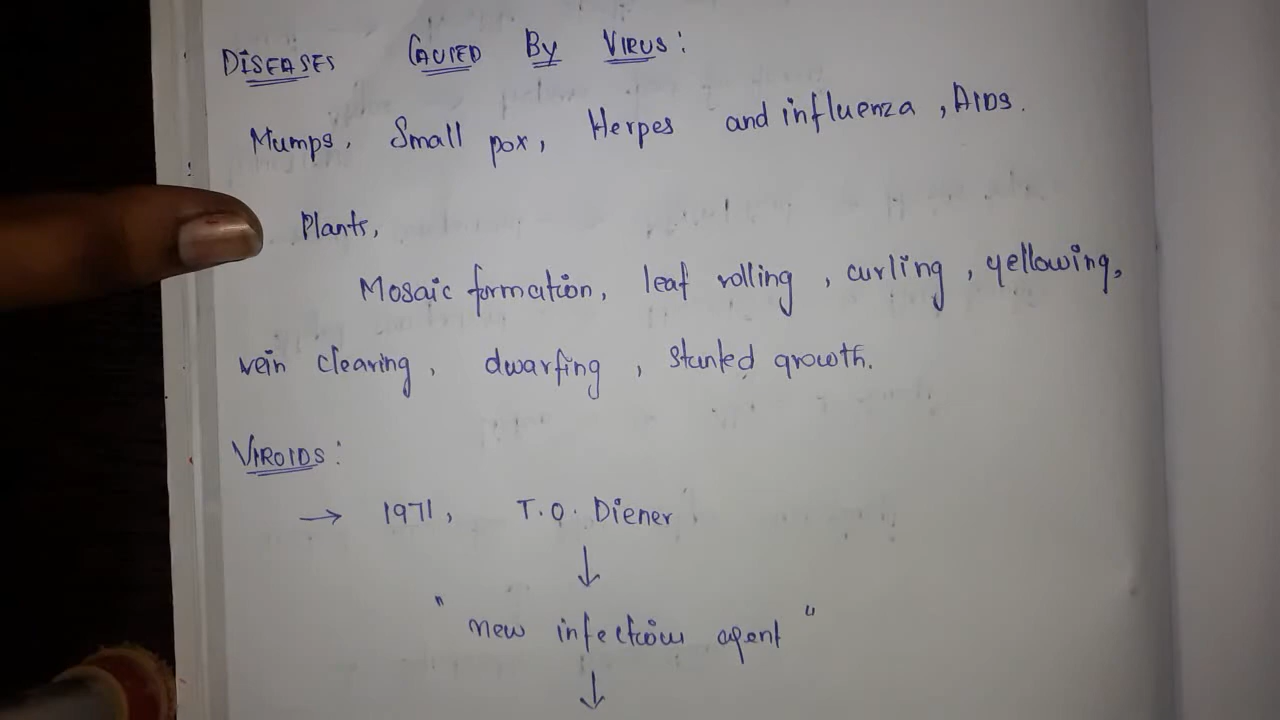 DISEASES CAUSED BY VIRUS:
Mumps, Small pox, Herpes and influenza, AIDS.
Plants,
Mosaic formation, leaf rolling, curling, yellowing,
vein clearing, dwarfing, stunted growth.
VIROIDS:
→ 1971, T.O. Diener
↓
"new infectious agent"
↓